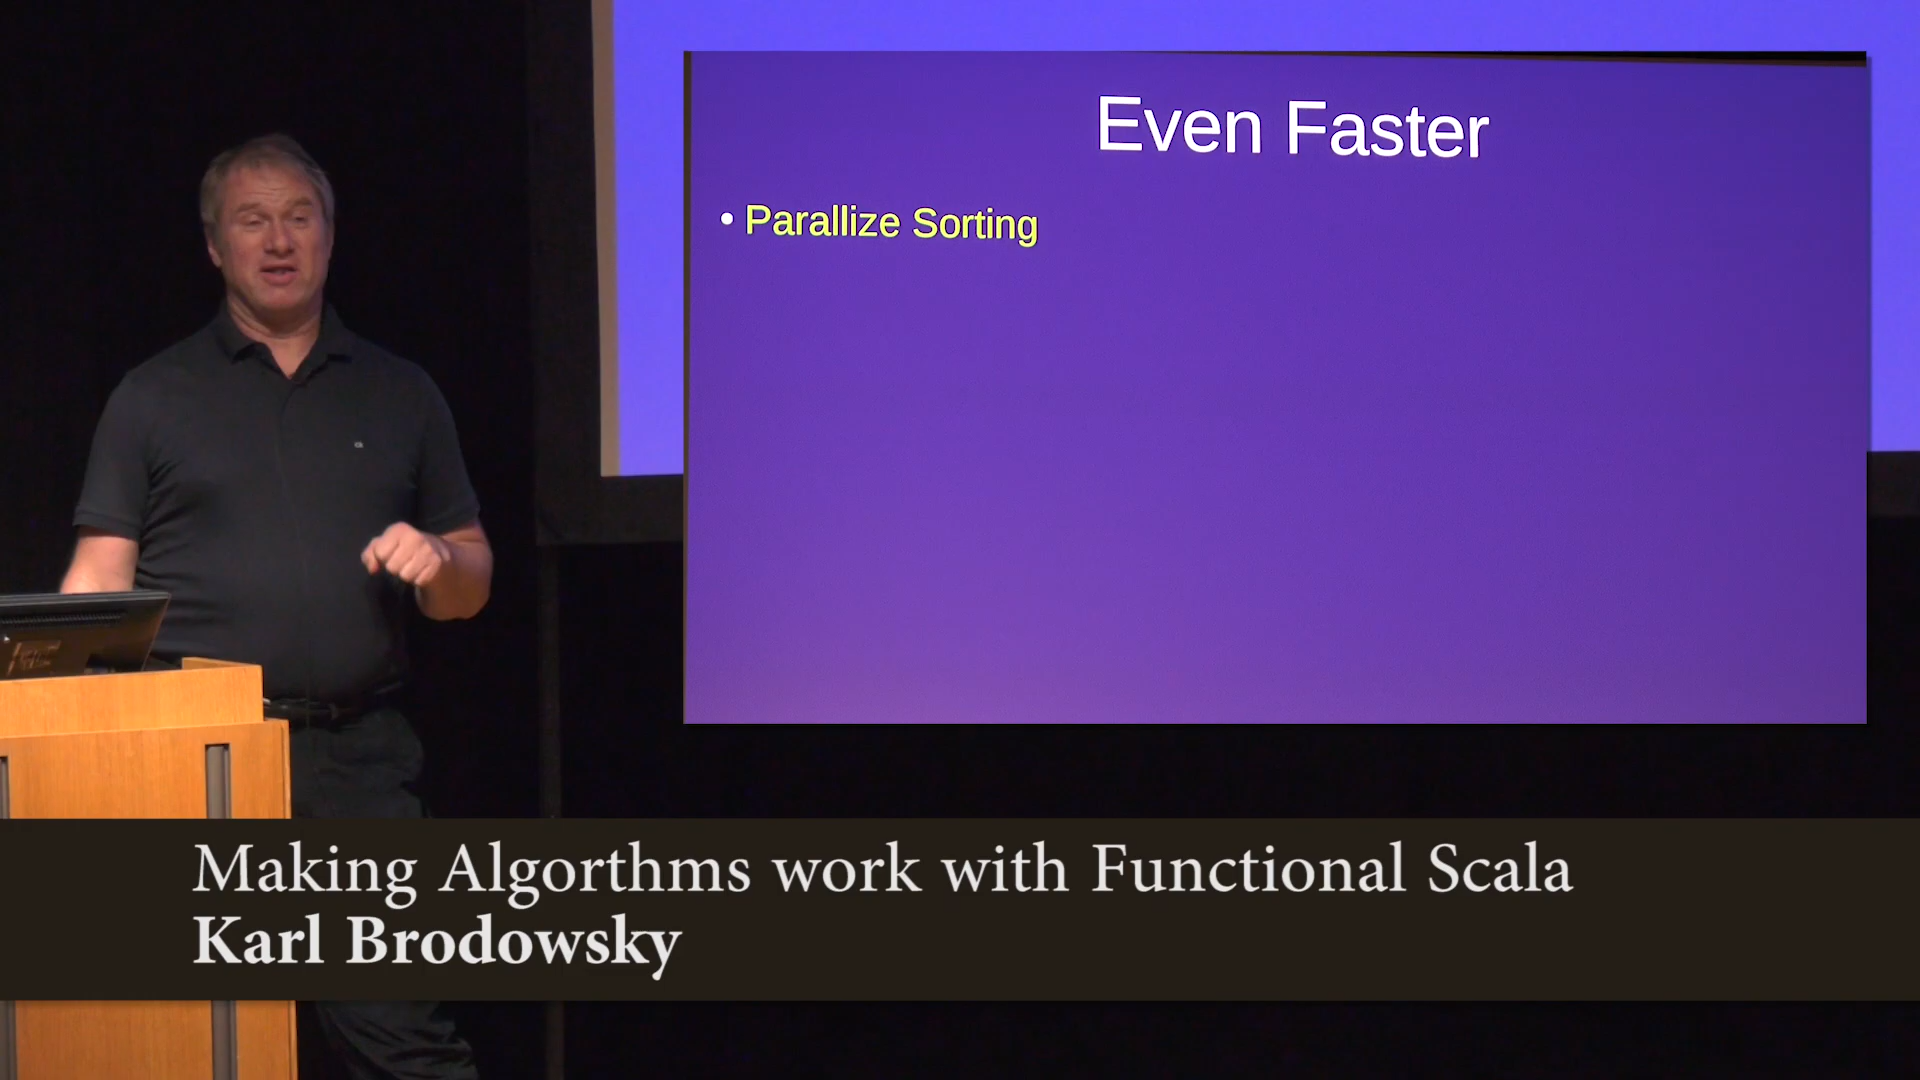 Even Faster
• Parallize Sorting
Making Algorthms work with Functional Scala
Karl Brodowsky